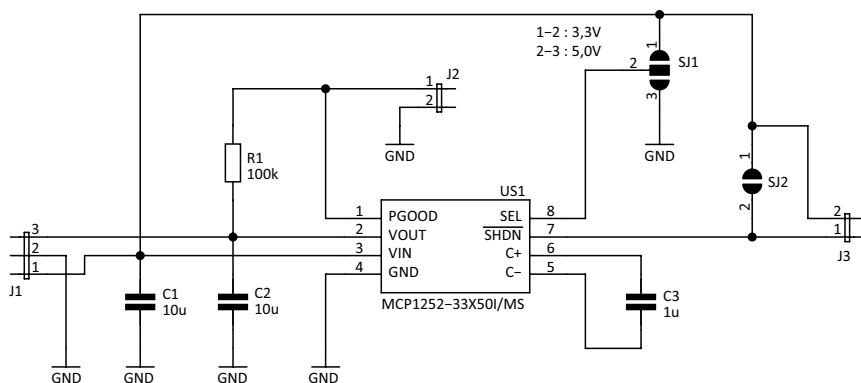 1−2 : 3,3V
2−3 : 5,0V
1
2
3
SJ1
J2
1
2
GND
GND
R1
100k
1
SJ2
2
US1
1 PGOOD SEL 8
2 VOUT SHDN 7
3 VIN C+ 6
4 GND C− 5
MCP1252−33X50I/MS
3
2
1
J1
2
1
J3
C1
10u
C2
10u
C3
1u
GND
GND
GND
GND